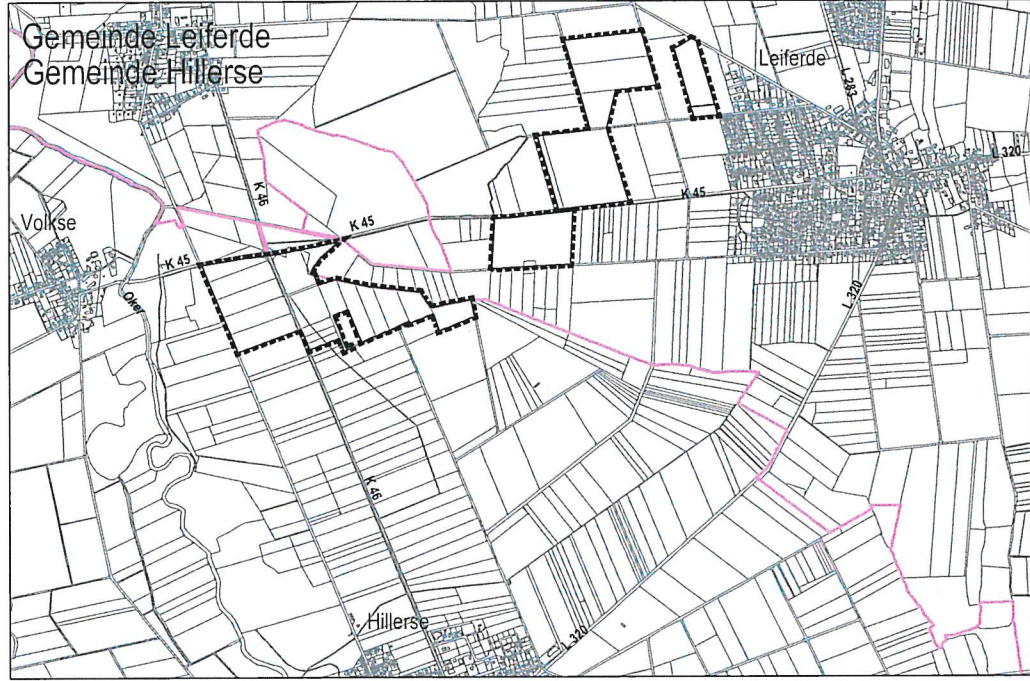 Gemeinde Leiferde
Gemeinde Hillerse
Leiferde
L 283
L 320
K 46
K 45
K 45
Volkse
K 45
Oker
L 320
K 46
Hillerse
L 320